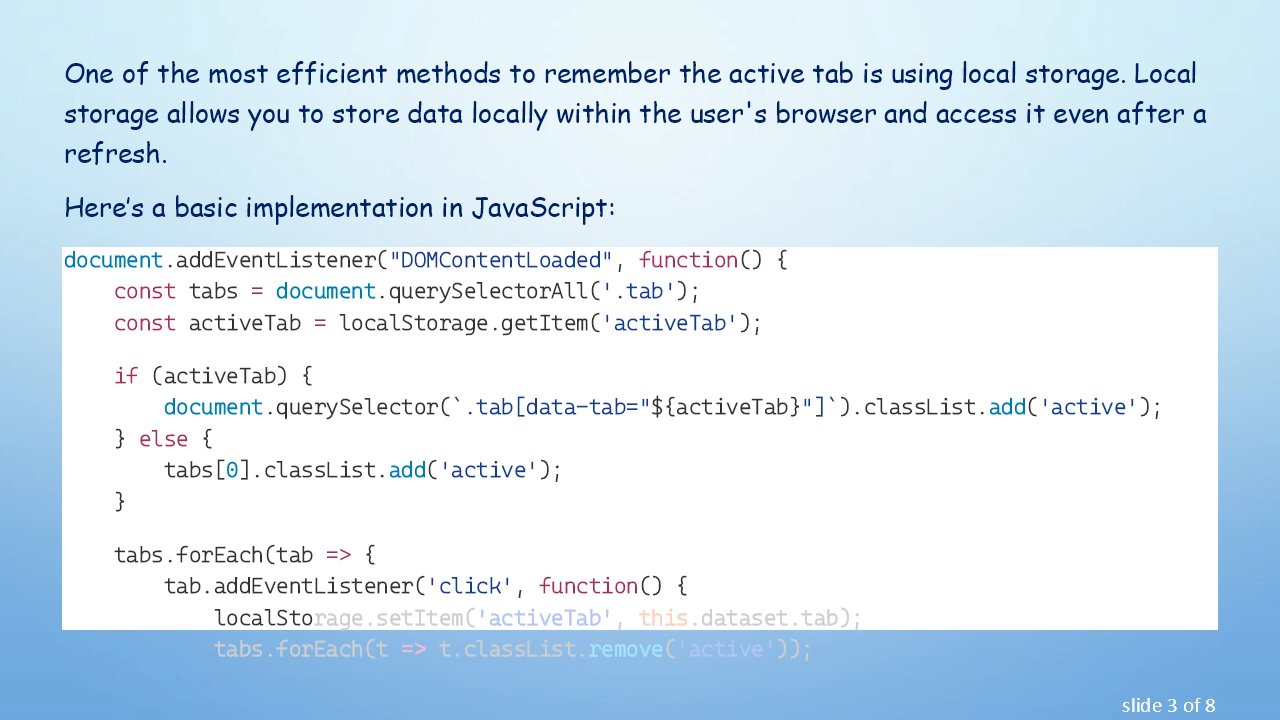 One of the most efficient methods to remember the active tab is using local storage. Local
storage allows you to store data locally within the user's browser and access it even after a
refresh.
Here’s a basic implementation in JavaScript:
document.addEventListener("DOMContentLoaded", function() {
    const tabs = document.querySelectorAll('.tab');
    const activeTab = localStorage.getItem('activeTab');
    if (activeTab) {
        document.querySelector(`.tab[data-tab="${activeTab}"]`).classList.add('active');
    } else {
        tabs[0].classList.add('active');
    }
    tabs.forEach(tab => {
        tab.addEventListener('click', function() {
            localStorage.setItem('activeTab', this.dataset.tab);
            tabs.forEach(t => t.classList.remove('active'));
slide 3 of 8